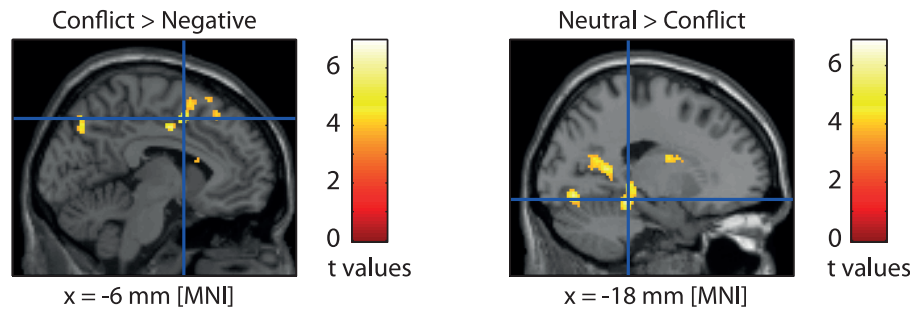 Conflict > Negative
6
4
2
0
t values
x = -6 mm [MNI]
Neutral > Conflict
6
4
2
0
t values
x = -18 mm [MNI]